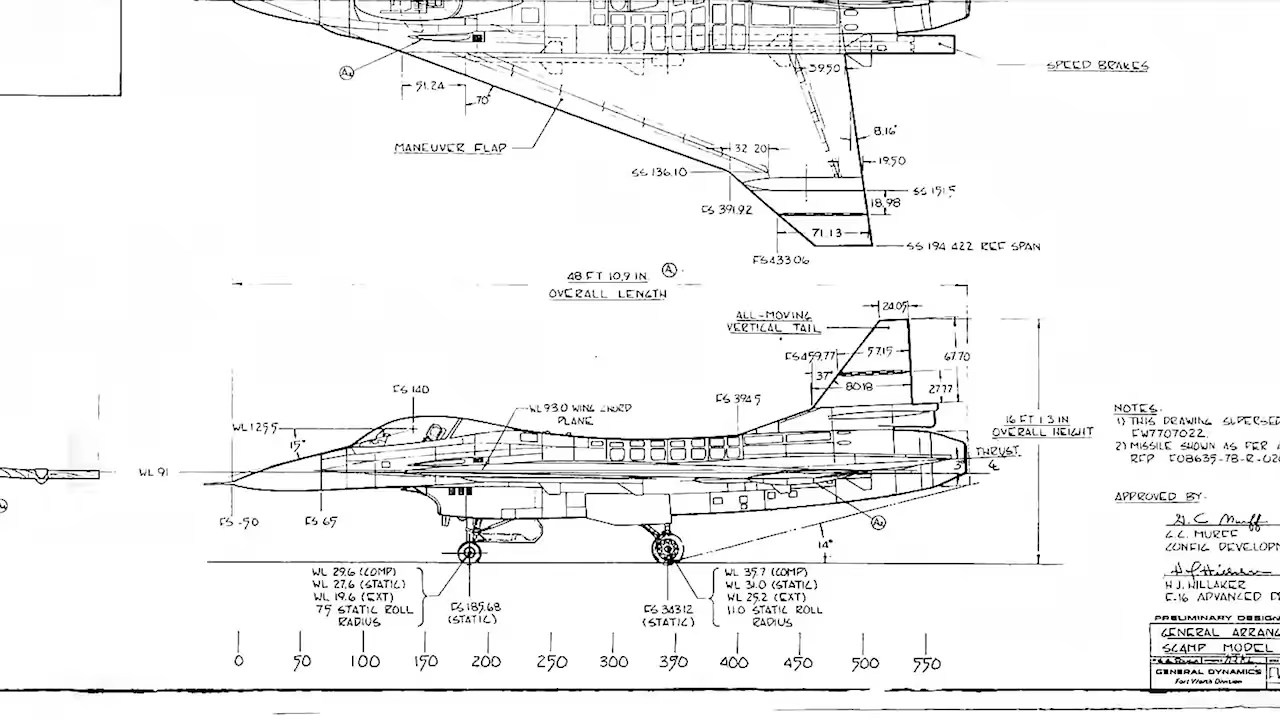 39.50
SPEED BRAKES
A₁
51.24
70°
8.16°
MANEUVER FLAP
32.20
19.50
SS 136.10
SS 151.5
FS 391.92
18.98
71.13
SS 194.422 REF SPAN
FS 433.06
48 FT 10.9 IN
A
OVERALL LENGTH
24.05
ALL-MOVING
VERTICAL TAIL
FS 459.77
57.15
67.70
37°
80.18
27.77
FS 140
FS 394.5
WL 93.0 WING CHORD
PLANE
WL 125.5
15°
16 FT 1.3 IN
OVERALL HEIGHT
NOTES:
1) THIS DRAWING SUPERSE
FW7707022
2) MISSILE SHOWN AS PER
RFP F08635-78-R-026
WL 91
THRUST
3°
FS -50
FS 65
A₁
14°
APPROVED BY:
G. C. Murff
G.C. MURFF
CONFIG DEVELOPM
H.J. HILLAKER
F-16 ADVANCED D
WL 29.6 (COMP)
WL 27.6 (STATIC)
WL 19.6 (EXT)
7.5 STATIC ROLL
RADIUS
FS 185.68
(STATIC)
FS 343.12
(STATIC)
WL 35.7 (COMP)
WL 31.0 (STATIC)
WL 25.2 (EXT)
11.0 STATIC ROLL
RADIUS
PRELIMINARY DESIGN
GENERAL ARRANG
SCAMP MODEL
GENERAL DYNAMICS
Fort Worth Division
0 50 100 150 200 250 300 350 400 450 500 550